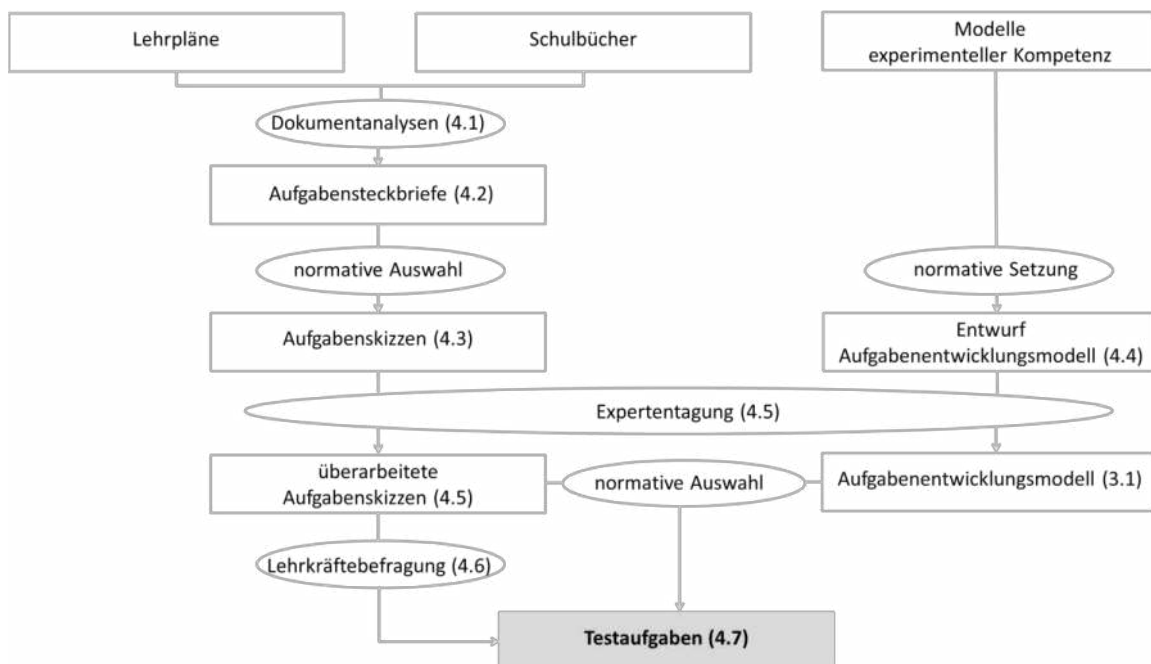 Lehrpläne
Schulbücher
Modelle
experimenteller Kompetenz
Dokumentanalysen (4.1)
Aufgabensteckbriefe (4.2)
normative Auswahl
normative Setzung
Aufgabenskizzen (4.3)
Entwurf
Aufgabenentwicklungsmodell (4.4)
Expertentagung (4.5)
überarbeitete
Aufgabenskizzen (4.5)
normative Auswahl
Aufgabenentwicklungsmodell (3.1)
Lehrkräftebefragung (4.6)
Testaufgaben (4.7)